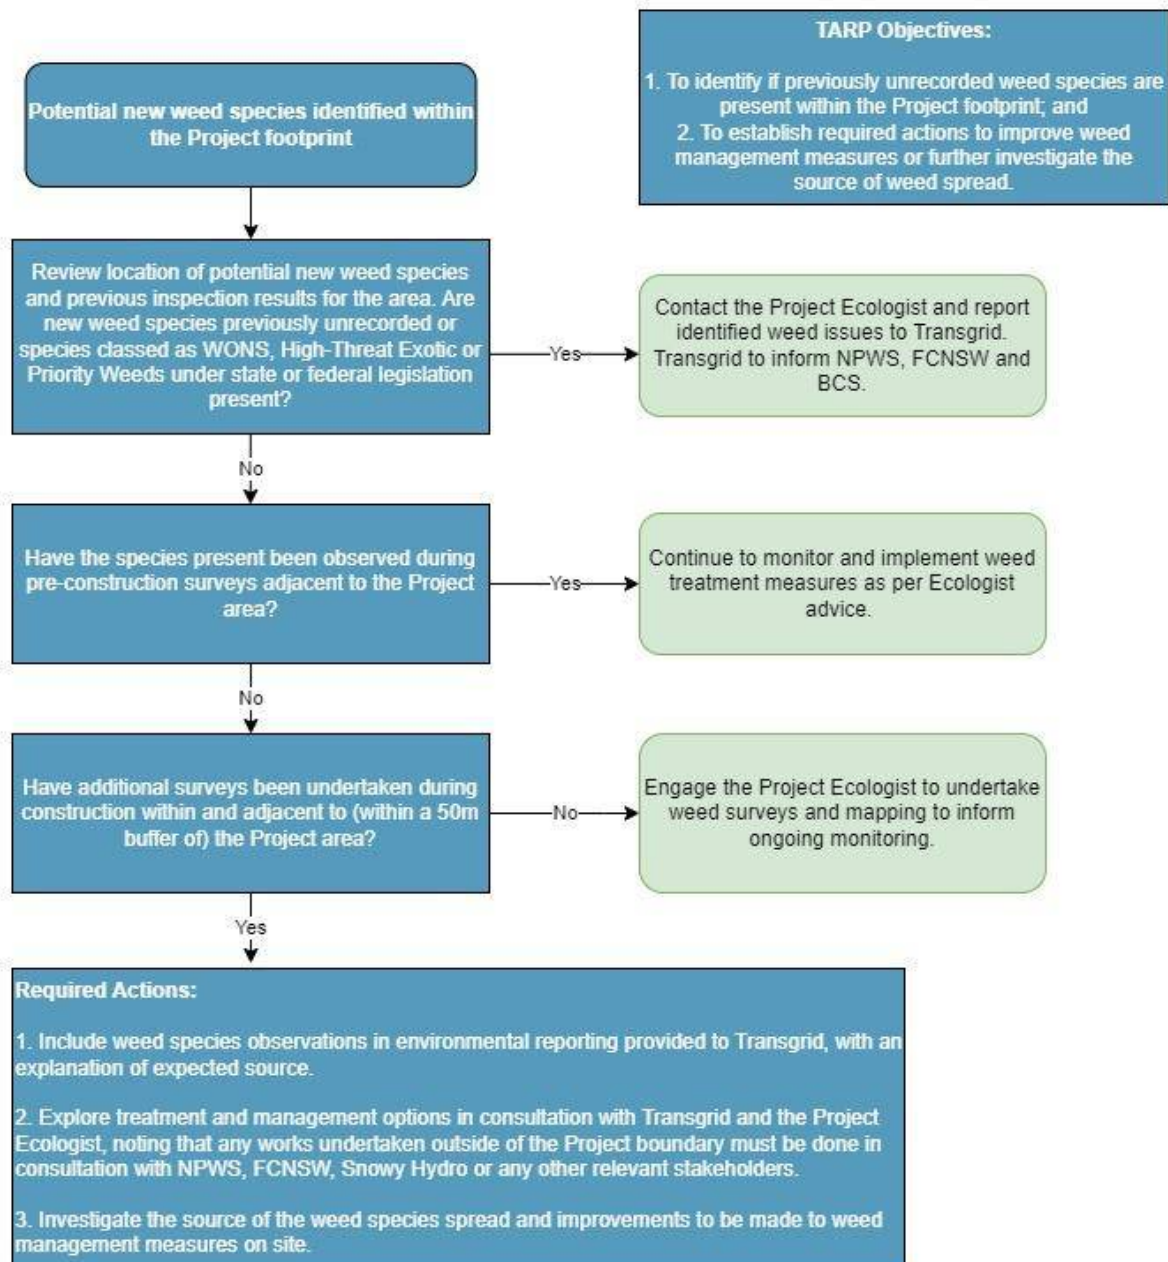 TARP Objectives:
1. To identify if previously unrecorded weed species are
present within the Project footprint; and
2. To establish required actions to improve weed
management measures or further investigate the
source of weed spread.
Potential new weed species identified within
the Project footprint
Review location of potential new weed species
and previous inspection results for the area. Are
new weed species previously unrecorded or
species classed as WONS, High-Threat Exotic or
Priority Weeds under state or federal legislation
present?
Yes
Contact the Project Ecologist and report
identified weed issues to Transgrid.
Transgrid to inform NPWS, FCNSW and
BCS.
No
Have the species present been observed during
pre-construction surveys adjacent to the Project
area?
Yes
Continue to monitor and implement weed
treatment measures as per Ecologist
advice.
No
Have additional surveys been undertaken during
construction within and adjacent to (within a 50m
buffer of) the Project area?
No
Engage the Project Ecologist to undertake
weed surveys and mapping to inform
ongoing monitoring.
Yes
Required Actions:
1. Include weed species observations in environmental reporting provided to Transgrid, with an
explanation of expected source.
2. Explore treatment and management options in consultation with Transgrid and the Project
Ecologist, noting that any works undertaken outside of the Project boundary must be done in
consultation with NPWS, FCNSW, Snowy Hydro or any other relevant stakeholders.
3. Investigate the source of the weed species spread and improvements to be made to weed
management measures on site.